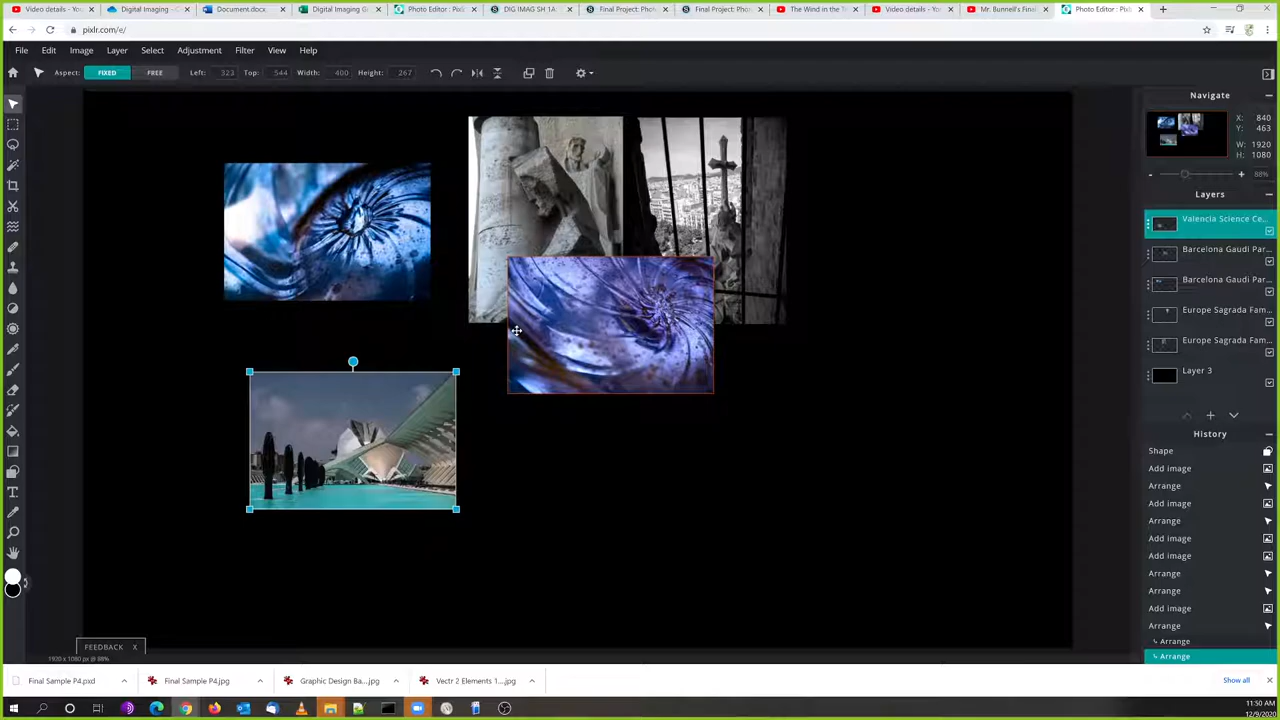 Video details - Yo
Digital Imaging –
Document.docx
Digital Imaging G
Photo Editor : Pix
DIG IMAG SH 1A
Final Project: Pho
Final Project: Pho
The Wind in the T
Video details - Yo
Mr. Bunnell's Final
Photo Editor : Pix
pixlr.com/e/
File Edit Image Layer Select Adjustment Filter View Help
Aspect: FIXED FREE Left: 323 Top: 544 Width: 400 Height: 267
Navigate
X: 840
Y: 463
W: 1920
H: 1080
88%
Layers
Valencia Science Ce...
Barcelona Gaudi Par...
Barcelona Gaudi Par...
Europe Sagrada Fam...
Europe Sagrada Fam...
Layer 3
History
Shape
Add image
Arrange
Add image
Arrange
Add image
Add image
Arrange
Arrange
Add image
Arrange
Arrange
Arrange
FEEDBACK X
1920 x 1080 px @ 88%
Final Sample P4.pxd
Final Sample P4.jpg
Graphic Design Ba....jpg
Vectr 2 Elements 1....jpg
Show all
11:50 AM
12/9/2020